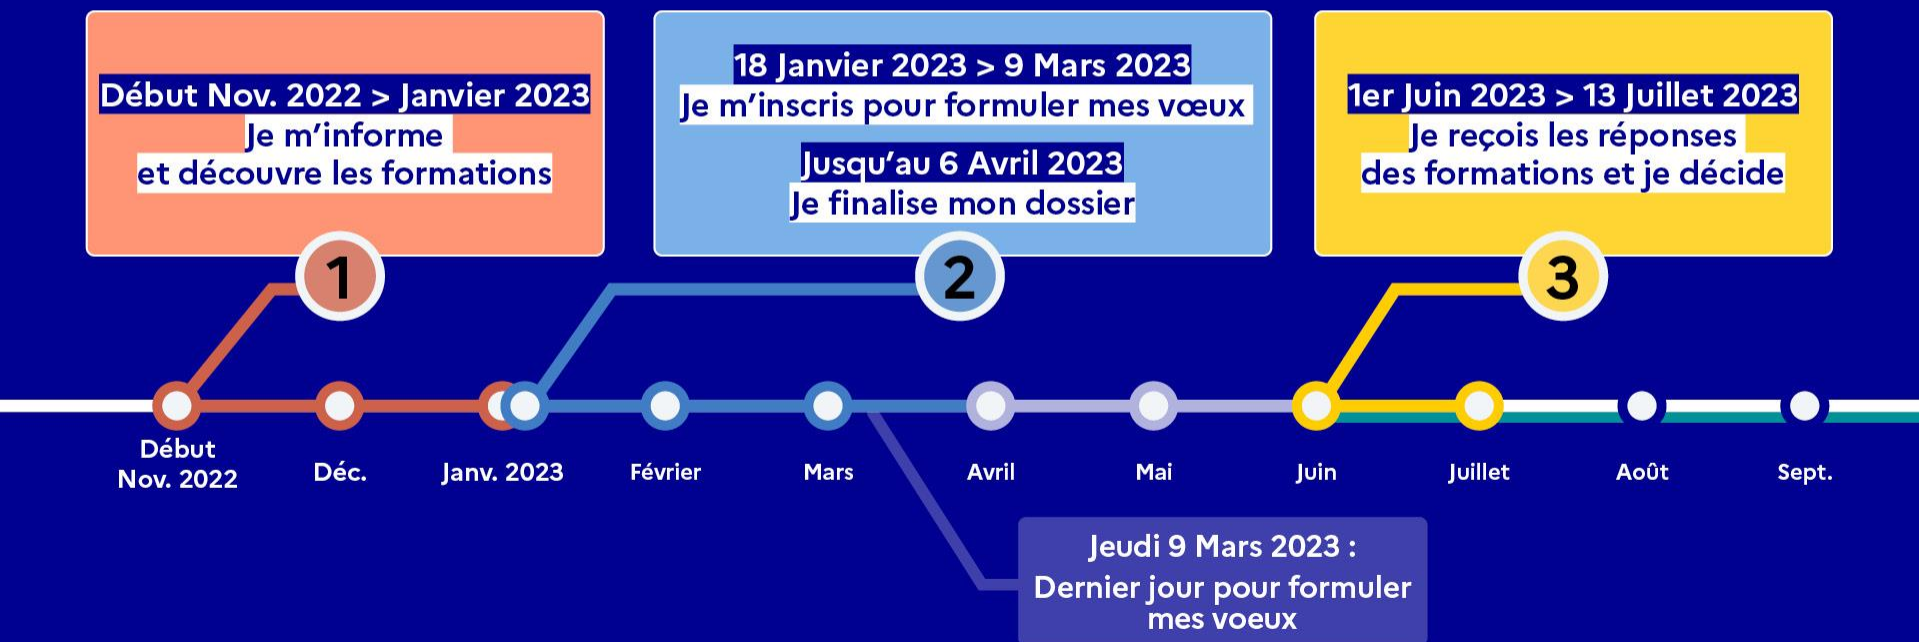 Début Nov. 2022 > Janvier 2023
Je m’informe
et découvre les formations
1
18 Janvier 2023 > 9 Mars 2023
Je m’inscris pour formuler mes vœux
Jusqu’au 6 Avril 2023
Je finalise mon dossier
2
1er Juin 2023 > 13 Juillet 2023
Je reçois les réponses
des formations et je décide
3
Début
Nov. 2022
Déc.
Janv. 2023
Février
Mars
Avril
Mai
Juin
Juillet
Août
Sept.
Jeudi 9 Mars 2023 :
Dernier jour pour formuler
mes voeux